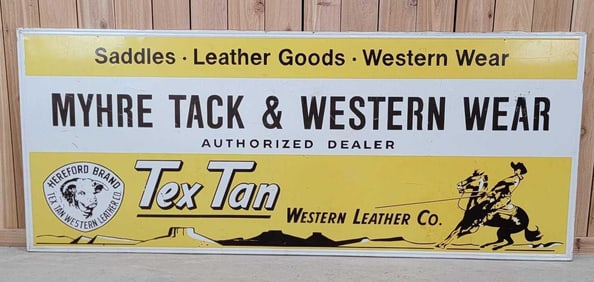 Saddles · Leather Goods · Western Wear
MYHRE TACK & WESTERN WEAR
AUTHORIZED DEALER
HEREFORD BRAND
TEX TAN WESTERN LEATHER CO.
Tex Tan
WESTERN LEATHER CO.